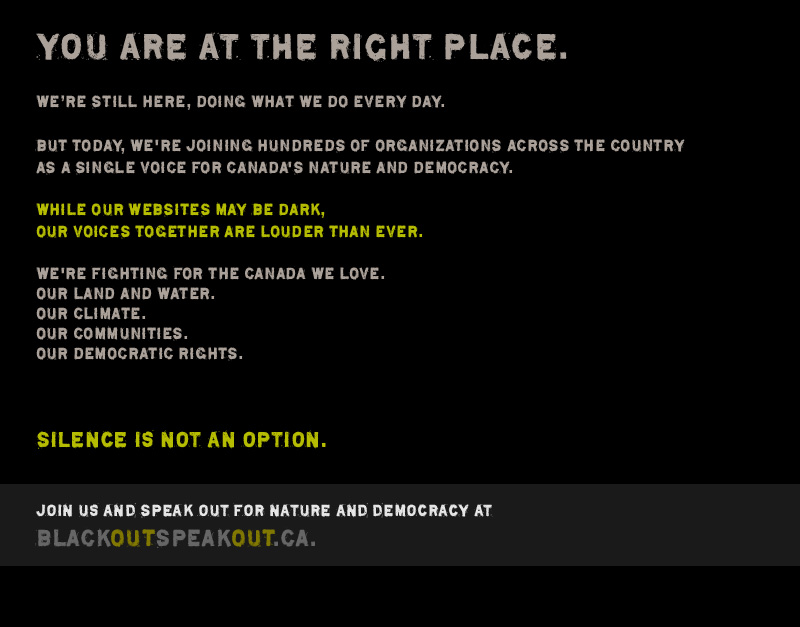 YOU ARE AT THE RIGHT PLACE.
WE'RE STILL HERE, DOING WHAT WE DO EVERY DAY.
BUT TODAY, WE'RE JOINING HUNDREDS OF ORGANIZATIONS ACROSS THE COUNTRY
AS A SINGLE VOICE FOR CANADA'S NATURE AND DEMOCRACY.
WHILE OUR WEBSITES MAY BE DARK,
OUR VOICES TOGETHER ARE LOUDER THAN EVER.
WE'RE FIGHTING FOR THE CANADA WE LOVE.
OUR LAND AND WATER.
OUR CLIMATE.
OUR COMMUNITIES.
OUR DEMOCRATIC RIGHTS.
SILENCE IS NOT AN OPTION.
JOIN US AND SPEAK OUT FOR NATURE AND DEMOCRACY AT
BLACKOUTSPEAKOUT.CA.